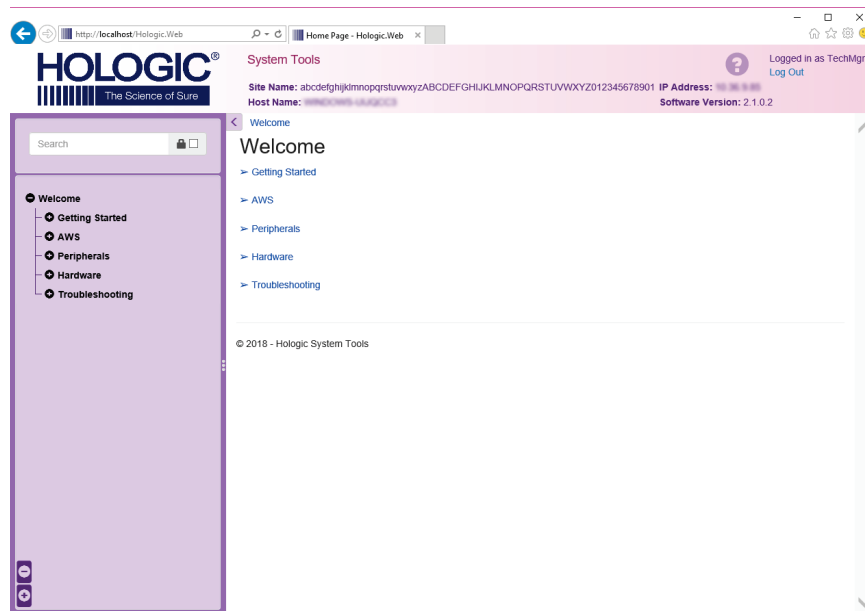 http://localhost/Hologic.Web
Home Page - Hologic.Web ×
HOLOGIC®
The Science of Sure
System Tools
?
Logged in as TechMgr
Log Out
Site Name: abcdefghijklmnopqrstuvwxyzABCDEFGHIJKLMNOPQRSTUVWXYZ012345678901 IP Address:
Host Name:
Software Version: 2.1.0.2
Search
Welcome
Welcome
Getting Started
AWS
Peripherals
Hardware
Troubleshooting
Welcome
Getting Started
AWS
Peripherals
Hardware
Troubleshooting
© 2018 - Hologic System Tools